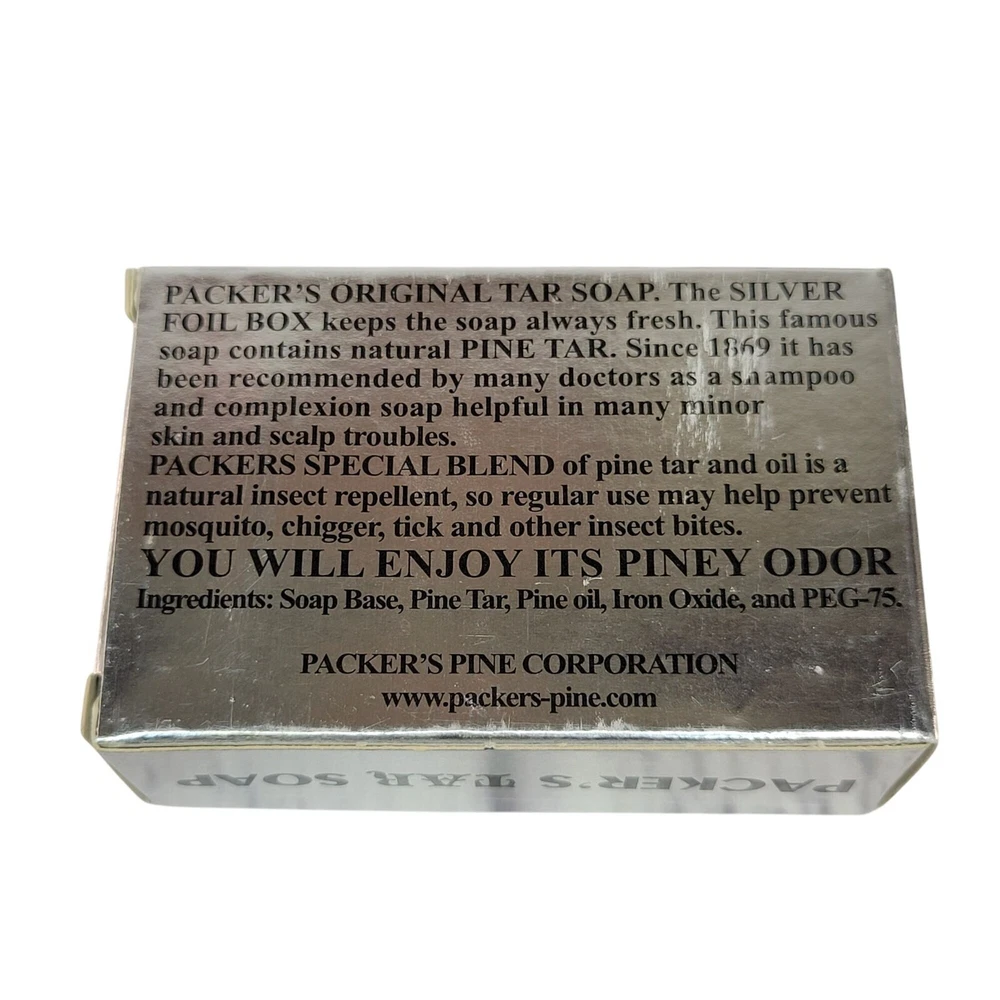 PACKER'S ORIGINAL TAR SOAP. The SILVER
FOIL BOX keeps the soap always fresh. This famous
soap contains natural PINE TAR. Since 1869 it has
been recommended by many doctors as a shampoo
and complexion soap helpful in many minor
skin and scalp troubles.
PACKERS SPECIAL BLEND of pine tar and oil is a
natural insect repellent, so regular use may help prevent
mosquito, chigger, tick and other insect bites.
YOU WILL ENJOY ITS PINEY ODOR
Ingredients: Soap Base, Pine Tar, Pine oil, Iron Oxide, and PEG-75.
PACKER'S PINE CORPORATION
www.packers-pine.com
PACKER'S TAR SOAP